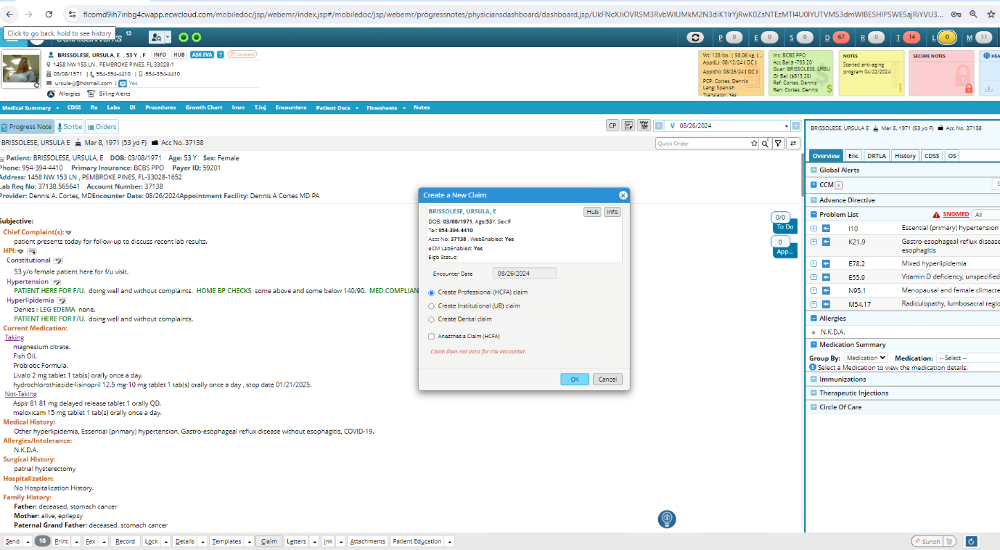 flcomd9ih7iribg4cwapp.ecwcloud.com/mobiledoc/jsp/webemr/index.jsp#/mobiledoc/jsp/webemr/progressnotes/physiciansdashboard/dashboard.jsp/
Click to go back, hold to see history
12
P 0 E 0 S 0 D 67 R 0 T 14 L 0 M 11
BRISSOLESE, URSULA, E , 53 Y , F INFO HUB ASK EVA ?
1458 NW 153 LN , PEMBROKE PINES, FL 33028-1
03/08/1971 | 954-394-4410 | 954-394-4410
ursula-jj@hotmail.com | Yes
Allergies Billing Alerts
Wt: 128 lbs. | 58.06 kg, (...
Appt(L): 08/12/24 ( DC )
Appt(N): 08/26/24 ( DC )
PCP: Cortes, Dennis
Lang: Spanish
Translator: Yes
Ins: BCBS PPO
Acc Bal:$ -793.20
Guar: BRISSOLESE, URSU
Gr Bal: ($813.20)
Ref: Cortes, Dennis
Ren: Cortes, Dennis
NOTES
Started anti-aging
program 04/22/2024
SECURE NOTES
HEA
Medical Summary CDSS Rx Labs DI Procedures Growth Chart Imm T.Inj Encounters Patient Docs Flowsheets Notes
Progress Note Scribe Orders
CP V 08/26/2024
BRISSOLESE, URSULA E Mar 8, 1971 (53 yo F) Acc No. 37138
Quick Order
Patient: BRISSOLESE, URSULA, E DOB: 03/08/1971 Age: 53 Y Sex: Female
Phone: 954-394-4410 Primary Insurance: BCBS PPO Payer ID: 59201
Address: 1458 NW 153 LN , PEMBROKE PINES, FL-33028-1652
Lab Req No: 37138.565641 Account Number: 37138
Provider: Dennis A. Cortes, MDEncounter Date: 08/26/2024Appointment Facility: Dennis A Cortes MD PA
Subjective:
Chief Complaint(s):
patient presents today for follow-up to discuss recent lab results.
HPI:
Constitutional
53 y/o female patient here for f/u visit.
Hypertension
PATIENT HERE FOR F/U. doing well and without complaints. HOME BP CHECKS some above and some below 140/90. MED COMPLIAN
Hyperlipidemia
Denies : LEG EDEMA none.
PATIENT HERE FOR F/U. doing well and without complaints.
Current Medication:
Taking
magnesium citrate.
Fish Oil.
Probiotic Formula.
Livalo 2 mg tablet 1 tab(s) orally once a day.
hydrochlorothiazide-lisinopril 12.5 mg-10 mg tablet 1 tab(s) orally once a day , stop date 01/21/2025.
Not-Taking
Aspir 81 81 mg delayed release tablet 1 orally QD.
meloxicam 15 mg tablet 1 tab(s) orally once a day.
Medical History:
Other hyperlipidemia, Essential (primary) hypertension, Gastro-esophageal reflux disease without esophagitis, COVID-19.
Allergies/Intolerance:
N.K.D.A.
Surgical History:
patrial hysterectomy
Hospitalization:
No Hospitalization History.
Family History:
Father: deceased, stomach cancer
Mother: alive, epilepsy
Paternal Grand Father: deceased, stomach cancer
Create a New Claim
BRISSOLESE, URSULA, E Hub Info
DOB: 03/08/1971, Age:53Y, Sex:F
Tel: 954-394-4410
Acct No: 37138 , WebEnabled: Yes
eCM LabEnabled: Yes
Elgb Status:
Encounter Date 08/26/2024
Create Professional (HCFA) claim
Create Institutional (UB) claim
Create Dental claim
Anesthesia Claim (HCFA)
Claim does not exist for the encounter.
OK Cancel
0/0
To Do
0
App...
BRISSOLESE, URSULA E Mar 8, 1971 (53 yo F) Acc No. 37138
Overview Enc DRTLA History CDSS OS
Global Alerts
CCM x
Advance Directive
Problem List SNOMED All
I10 Essential (primary) hypertension
K21.9 Gastro-esophageal reflux disease
esophagitis
E78.2 Mixed hyperlipidemia
E55.9 Vitamin D deficiency, unspecified
N95.1 Menopausal and female climacte
M54.17 Radiculopathy, lumbosacral regio
Allergies
N.K.D.A.
Medication Summary
Group By: Medication Medication: -- Select --
Select a Medication to view the medication details.
Immunizations
Therapeutic Injections
Circle Of Care
Send 10 Print Fax Record Lock Details Templates Claim Letters Ink Attachments Patient Education Sunoh